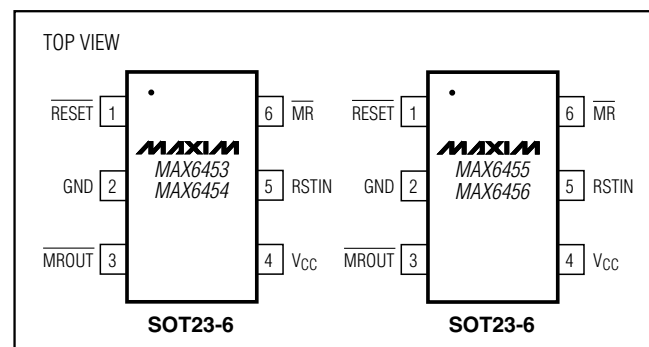 TOP VIEW
RESET 1 6 MR RESET 1 6 MR
MAXIM MAXIM
MAX6453 MAX6455
GND 2 MAX6454 5 RSTIN GND 2 MAX6456 5 RSTIN
MROUT 3 4 VCC MROUT 3 4 VCC
SOT23-6 SOT23-6